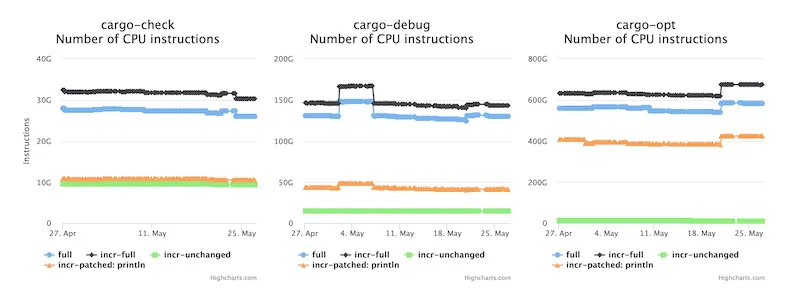 cargo-check
Number of CPU instructions
40G
30G
20G
10G
0
Instructions
27. Apr
11. May
25. May
full
incr-full
incr-unchanged
incr-patched: println
Highcharts.com
cargo-debug
Number of CPU instructions
200G
150G
100G
50G
0
27. Apr
4. May
11. May
18. May
25. May
full
incr-full
incr-unchanged
incr-patched: println
Highcharts.com
cargo-opt
Number of CPU instructions
800G
600G
400G
200G
0
27. Apr
4. May
11. May
18. May
25. May
full
incr-full
incr-unchanged
incr-patched: println
Highcharts.com